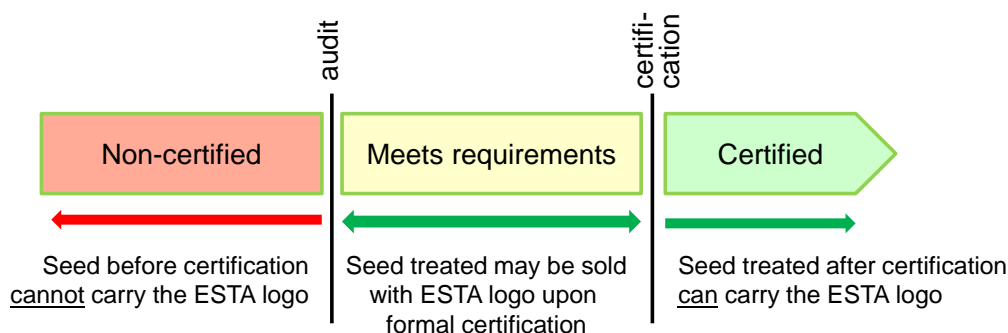 audit
certifi-
cation
Non-certified
Meets requirements
Certified
Seed before certification
cannot carry the ESTA logo
Seed treated may be sold
with ESTA logo upon
formal certification
Seed treated after certification
can carry the ESTA logo